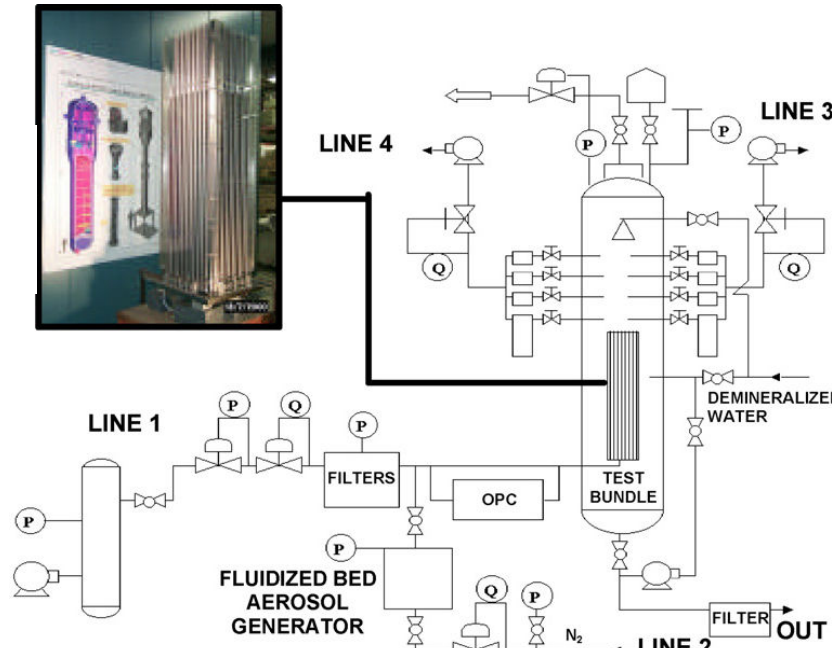 LINE 3
P
P
LINE 4
Q
Q
P
Q
LINE 1
P
DEMINERALIZE
WATER
FILTERS
OPC
TEST
BUNDLE
P
P
FLUIDIZED BED
AEROSOL
GENERATOR
Q
P
N2
LINE 2
FILTER
OUT